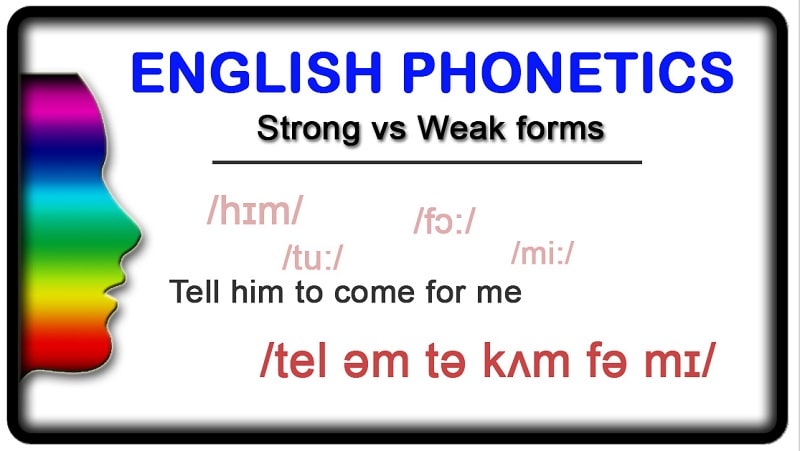 ENGLISH PHONETICS
Strong vs Weak forms
/hɪm/ /fɔː/
/tuː/ /miː/
Tell him to come for me
/tel əm tə kʌm fə mɪ/